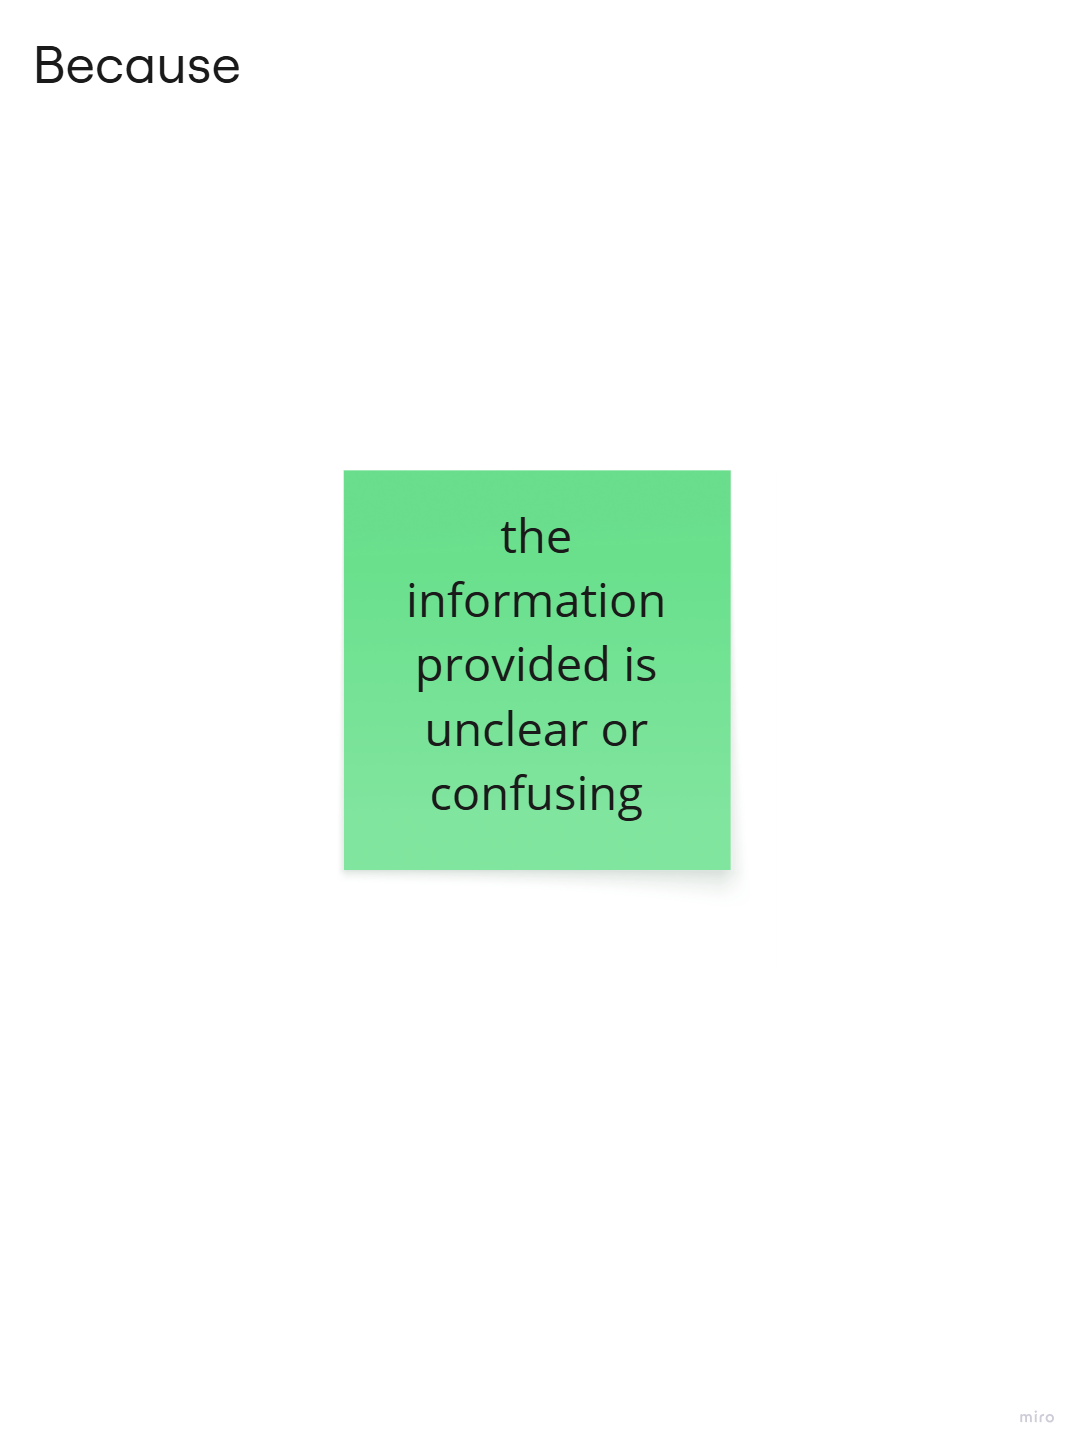 Because
the
information
provided is
unclear or
confusing
miro